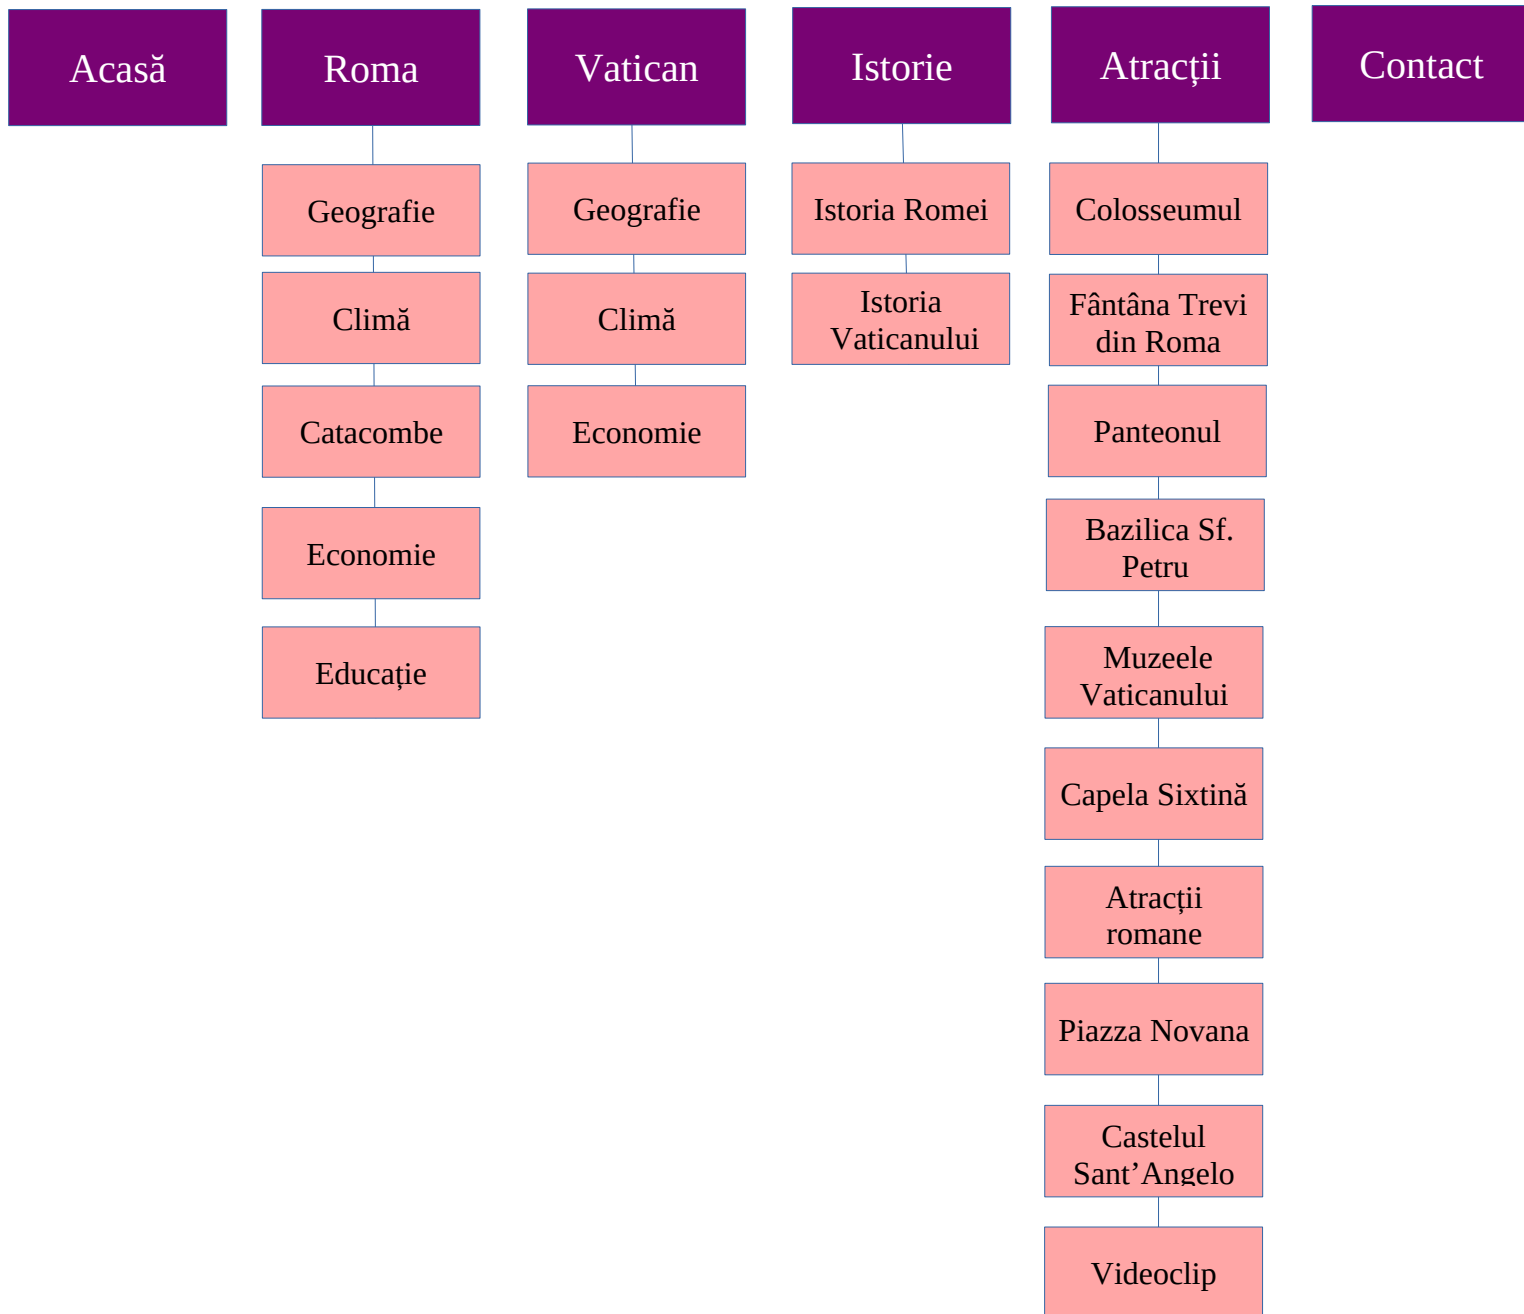 Acasă
Roma
Vatican
Istorie
Atracții
Contact
Geografie
Climă
Catacombe
Economie
Educație
Geografie
Climă
Economie
Istoria Romei
Istoria
Vaticanului
Colosseumul
Fântâna Trevi
din Roma
Panteonul
Bazilica Sf.
Petru
Muzeele
Vaticanului
Capela Sixtină
Atracții
romane
Piazza Novana
Castelul
Sant’Angelo
Videoclip